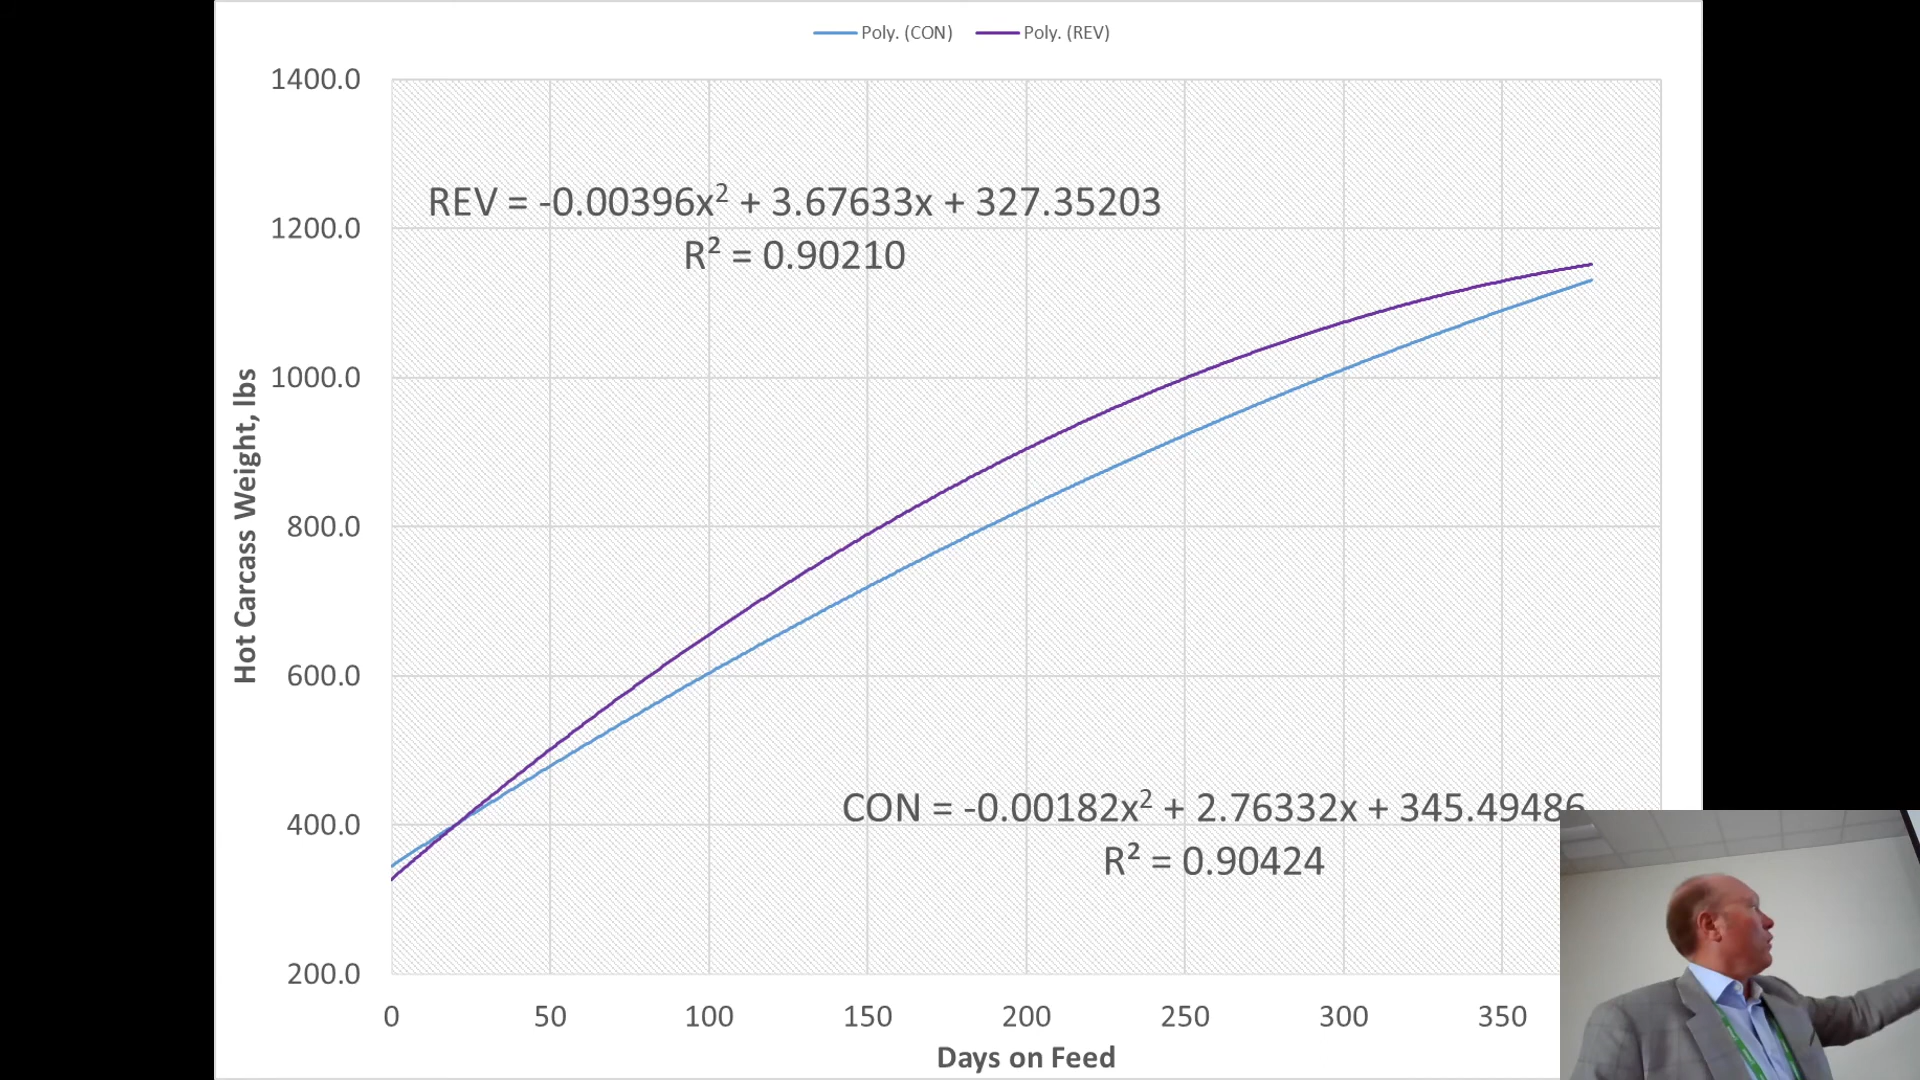 Poly. (CON) Poly. (REV)
1400.0
REV = -0.00396x² + 3.67633x + 327.35203
1200.0
R² = 0.90210
1000.0
Hot Carcass Weight, lbs
800.0
600.0
CON = -0.00182x² + 2.76332x + 345.49486
400.0
R² = 0.90424
200.0
0 50 100 150 200 250 300 350
Days on Feed